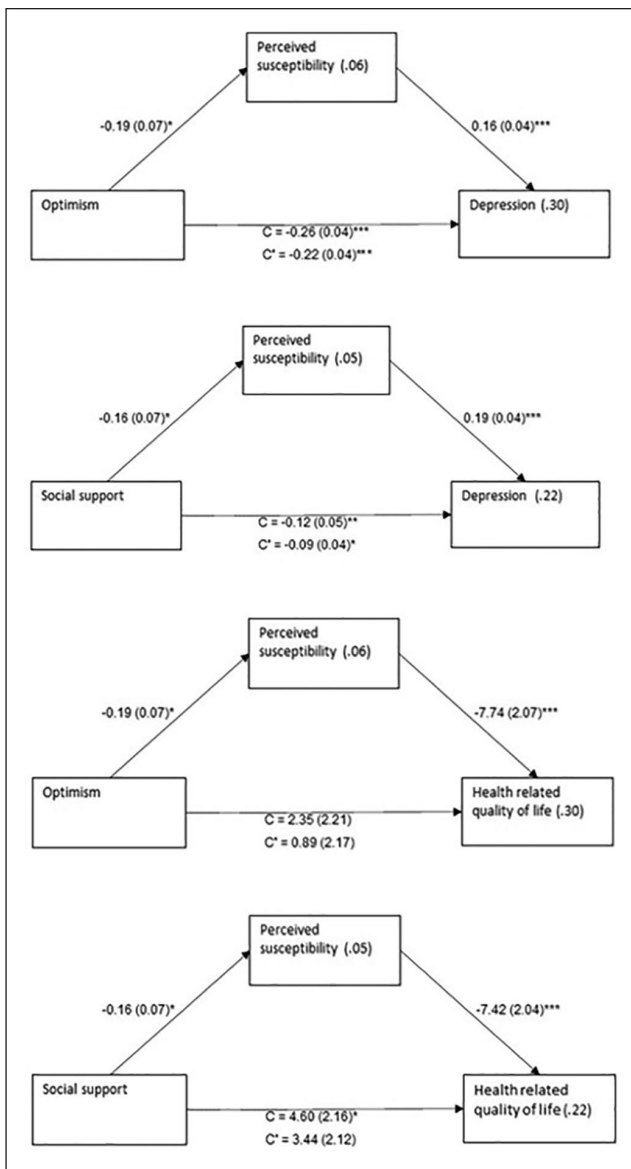 Perceived
susceptibility (.06)
-0.19 (0.07)*
0.16 (0.04)***
Optimism
Depression (.30)
C = -0.26 (0.04)***
C' = -0.22 (0.04)***
Perceived
susceptibility (.05)
-0.16 (0.07)*
0.19 (0.04)***
Social support
Depression (.22)
C = -0.12 (0.05)**
C' = -0.09 (0.04)*
Perceived
susceptibility (.06)
-0.19 (0.07)*
-7.74 (2.07)***
Optimism
Health related
quality of life (.30)
C = 2.35 (2.21)
C' = 0.89 (2.17)
Perceived
susceptibility (.05)
-0.16 (0.07)*
-7.42 (2.04)***
Social support
Health related
quality of life (.22)
C = 4.60 (2.16)*
C' = 3.44 (2.12)